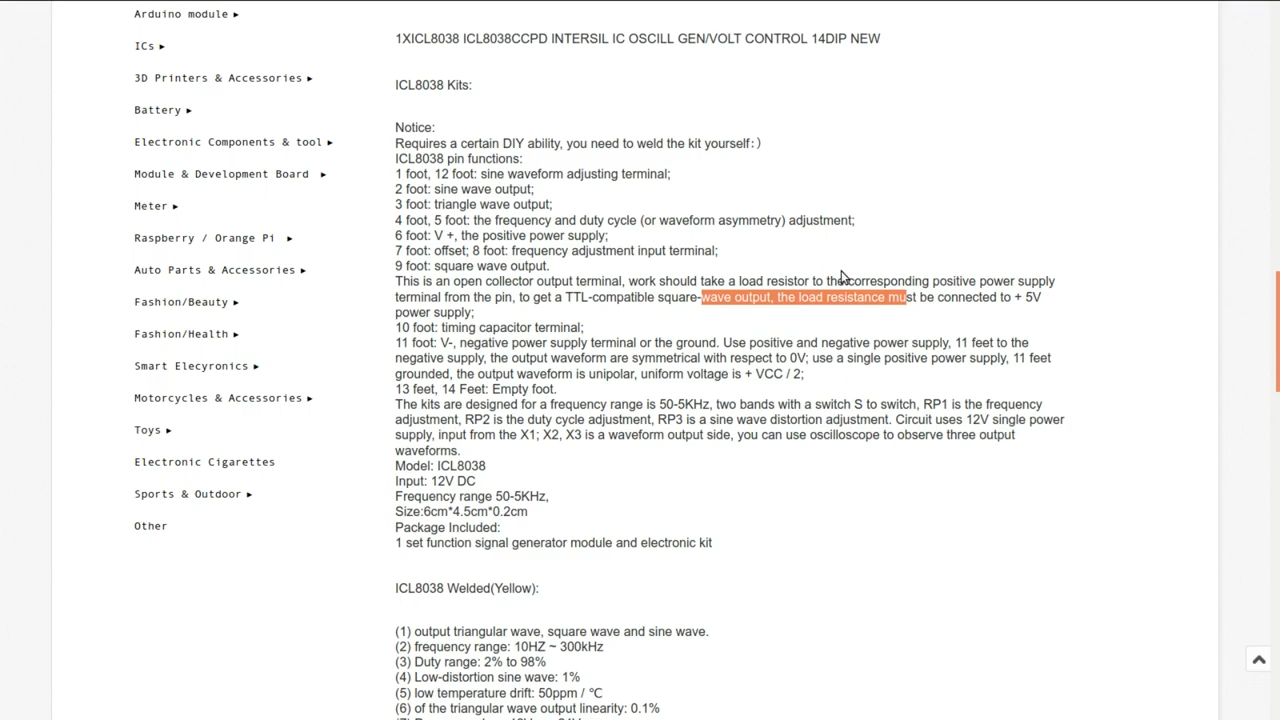 Arduino module ▸
ICs ▸
3D Printers & Accessories ▸
Battery ▸
Electronic Components & tool ▸
Module & Development Board ▸
Meter ▸
Raspberry / Orange Pi ▸
Auto Parts & Accessories ▸
Fashion/Beauty ▸
Fashion/Health ▸
Smart Elecyronics ▸
Motorcycles & Accessories ▸
Toys ▸
Electronic Cigarettes
Sports & Outdoor ▸
Other
1XICL8038 ICL8038CCPD INTERSIL IC OSCILL GEN/VOLT CONTROL 14DIP NEW
ICL8038 Kits:
Notice:
Requires a certain DIY ability, you need to weld the kit yourself:)
ICL8038 pin functions:
1 foot, 12 foot: sine waveform adjusting terminal;
2 foot: sine wave output;
3 foot: triangle wave output;
4 foot, 5 foot: the frequency and duty cycle (or waveform asymmetry) adjustment;
6 foot: V +, the positive power supply;
7 foot: offset; 8 foot: frequency adjustment input terminal;
9 foot: square wave output.
This is an open collector output terminal, work should take a load resistor to the corresponding positive power supply
terminal from the pin, to get a TTL-compatible square-wave output, the load resistance must be connected to + 5V
power supply;
10 foot: timing capacitor terminal;
11 foot: V-, negative power supply terminal or the ground. Use positive and negative power supply, 11 feet to the
negative supply, the output waveform are symmetrical with respect to 0V; use a single positive power supply, 11 feet
grounded, the output waveform is unipolar, uniform voltage is + VCC / 2;
13 feet, 14 Feet: Empty foot.
The kits are designed for a frequency range is 50-5KHz, two bands with a switch S to switch, RP1 is the frequency
adjustment, RP2 is the duty cycle adjustment, RP3 is a sine wave distortion adjustment. Circuit uses 12V single power
supply, input from the X1; X2, X3 is a waveform output side, you can use oscilloscope to observe three output
waveforms.
Model: ICL8038
Input: 12V DC
Frequency range 50-5KHz,
Size:6cm*4.5cm*0.2cm
Package Included:
1 set function signal generator module and electronic kit
ICL8038 Welded(Yellow):
(1) output triangular wave, square wave and sine wave.
(2) frequency range: 10HZ ~ 300kHz
(3) Duty range: 2% to 98%
(4) Low-distortion sine wave: 1%
(5) low temperature drift: 50ppm / ℃
(6) of the triangular wave output linearity: 0.1%